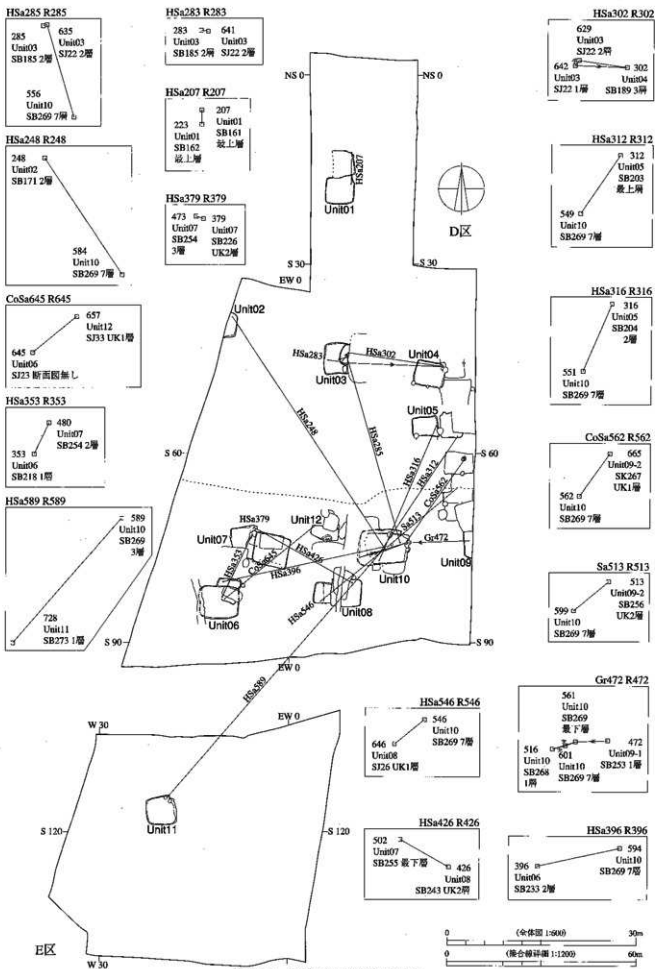 HSa285 R285
285
Unit03
SB185 2層
635
Unit03
SJ22 2層
556
Unit10
SB269 7層
HSa283 R283
283
Unit03
SB185 2層
641
Unit03
SJ22 2層
HSa207 R207
223
Unit01
SB162
最上層
207
Unit01
SB161
最上層
HSa248 R248
248
Unit02
SB171 2層
584
Unit10
SB269 7層
HSa379 R379
473
Unit07
SB254
3層
379
Unit07
SB226
UK2層
CoSa645 R645
657
Unit12
SJ33 UK1層
645
Unit06
SJ23 断面図無し
HSa353 R353
480
Unit07
SB254 2層
353
Unit06
SB218 1層
HSa589 R589
589
Unit10
SB269
3層
728
Unit11
SB273 1層
HSa302 R302
629
Unit03
SJ22 2層
642
Unit03
SJ22 1層
302
Unit04
SB189 3層
HSa312 R312
312
Unit05
SB203
最上層
549
Unit10
SB269 7層
HSa316 R316
316
Unit05
SB204
2層
551
Unit10
SB269 7層
CoSa562 R562
665
Unit09-2
SK267
UK1層
562
Unit10
SB269 7層
Sa513 R513
513
Unit09-2
SB256
UK2層
599
Unit10
SB269 7層
Gr472 R472
561
Unit10
SB269
最下層
472
Unit09-1
SB253 1層
516
Unit10
SB268
1層
601
Unit10
SB269 7層
HSa546 R546
546
Unit10
SB269 7層
646
Unit08
SJ26 UK1層
HSa426 R426
502
Unit07
SB255 最下層
426
Unit08
SB243 UK2層
HSa396 R396
594
Unit10
SB269 7層
396
Unit06
SB233 2層
NS 0
NS 0
HSa207
Unit01
D区
S 30
S 30
EW 0
Unit02
HSa283
HSa302
Unit03
Unit04
HSa248
HSa285
Unit05
HSa316
HSa312
CoSa562
S 60
S 60
Sa513
Gr472
HSa379
Unit12
Unit07
HSa353
CoSa645
HSa426
HSa396
Unit10
Unit09
HSa546
Unit06
Unit08
S 90
S 90
EW 0
HSa589
W 30
EW 0
Unit11
S 120
S 120
E区
W 30
0
(全体図 1:600)
30m
0
(接合線詳細 1:1200)
60m